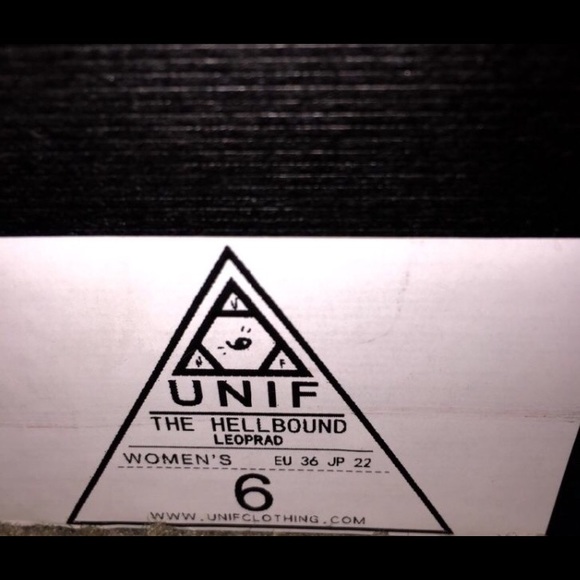 U
N F
UNIF
THE HELLBOUND
LEOPRAD
WOMEN'S EU 36 JP 22
6
WWW.UNIFCLOTHING.COM